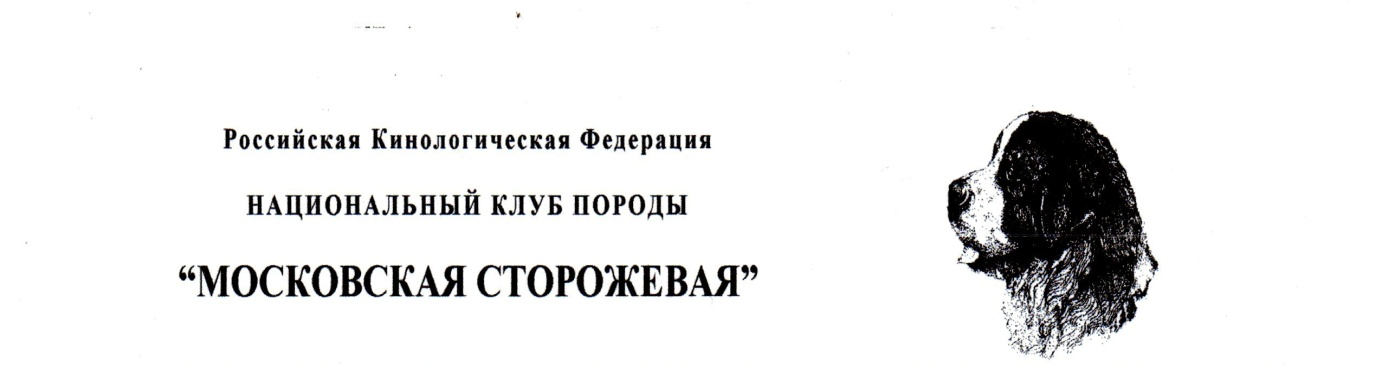 Российская Кинологическая Федерация
НАЦИОНАЛЬНЫЙ КЛУБ ПОРОДЫ
“МОСКОВСКАЯ СТОРОЖЕВАЯ”